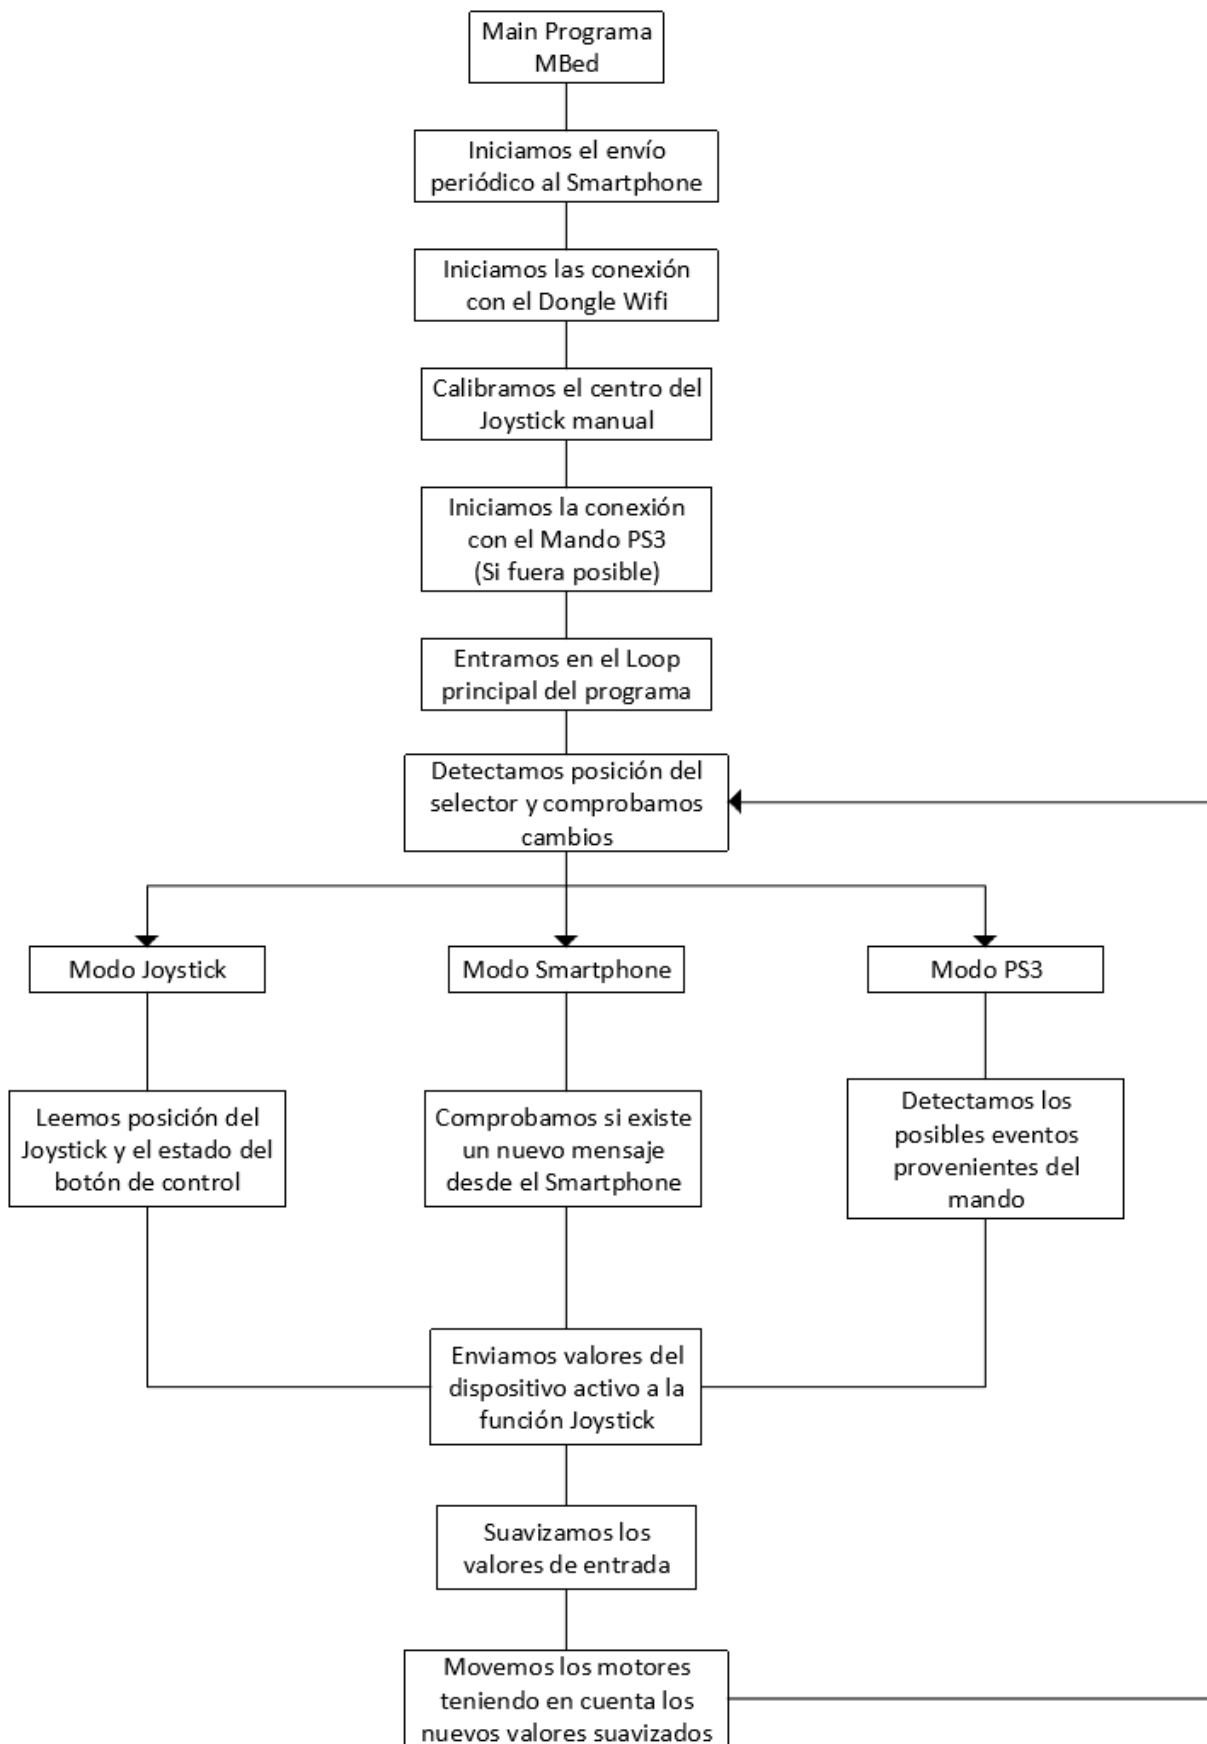 Main Programa
MBed
Iniciamos el envío
periódico al Smartphone
Iniciamos las conexión
con el Dongle Wifi
Calibramos el centro del
Joystick manual
Iniciamos la conexión
con el Mando PS3
(Si fuera posible)
Entramos en el Loop
principal del programa
Detectamos posición del
selector y comprobamos
cambios
Modo Joystick
Modo Smartphone
Modo PS3
Leemos posición del
Joystick y el estado del
botón de control
Comprobamos si existe
un nuevo mensaje
desde el Smartphone
Detectamos los
posibles eventos
provenientes del
mando
Enviamos valores del
dispositivo activo a la
función Joystick
Suavizamos los
valores de entrada
Movemos los motores
teniendo en cuenta los
nuevos valores suavizados